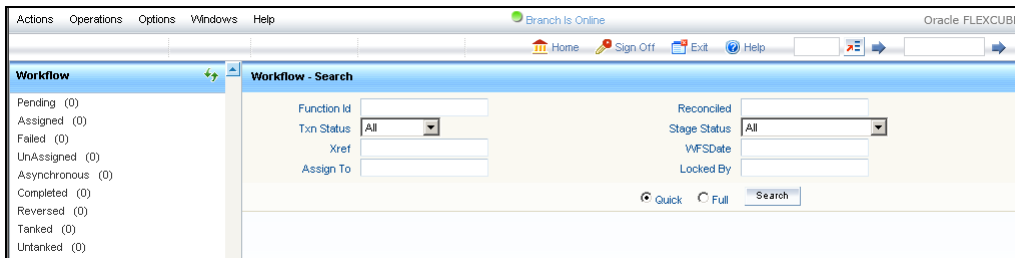 Actions Operations Options Windows Help Branch Is Online Oracle FLEXCUBE
Home Sign Off Exit Help
Workflow
Pending (0)
Assigned (0)
Failed (0)
UnAssigned (0)
Asynchronous (0)
Completed (0)
Reversed (0)
Tanked (0)
Untanked (0)
Workflow - Search
Function Id
Reconciled
Txn Status All
Stage Status All
Xref
WFSDate
Assign To
Locked By
Quick Full Search